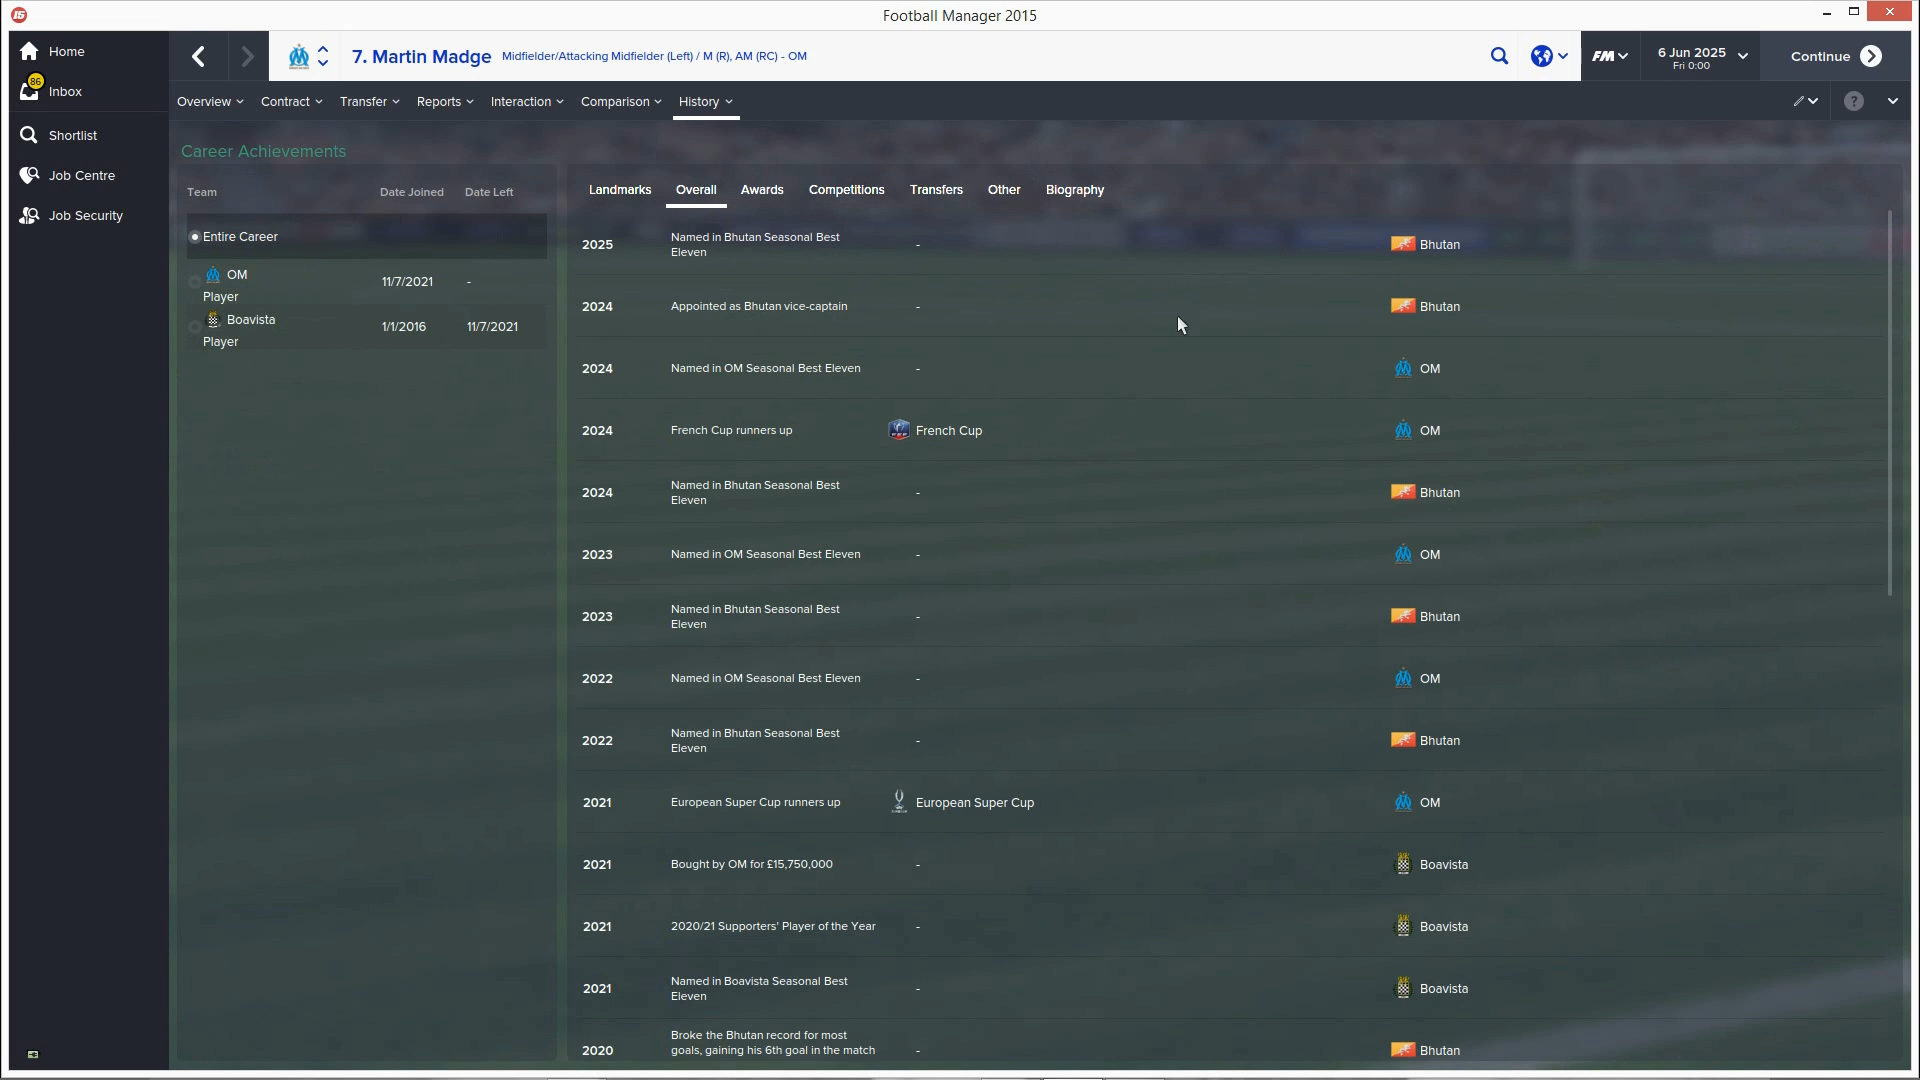 Football Manager 2015
Home
86
Inbox
Shortlist
Job Centre
Job Security
7. Martin Madge
Midfielder/Attacking Midfielder (Left) / M (R), AM (RC) - OM
FM
6 Jun 2025
Fri 0:00
Continue
Overview
Contract
Transfer
Reports
Interaction
Comparison
History
?
Career Achievements
Team Date Joined Date Left
Entire Career
OM
Player
11/7/2021 -
Boavista
Player
1/1/2016 11/7/2021
Landmarks Overall Awards Competitions Transfers Other Biography
2025 Named in Bhutan Seasonal Best
Eleven
- Bhutan
2024 Appointed as Bhutan vice-captain - Bhutan
2024 Named in OM Seasonal Best Eleven - OM
2024 French Cup runners up French Cup OM
2024 Named in Bhutan Seasonal Best
Eleven
- Bhutan
2023 Named in OM Seasonal Best Eleven - OM
2023 Named in Bhutan Seasonal Best
Eleven
- Bhutan
2022 Named in OM Seasonal Best Eleven - OM
2022 Named in Bhutan Seasonal Best
Eleven
- Bhutan
2021 European Super Cup runners up European Super Cup OM
2021 Bought by OM for £15,750,000 - Boavista
2021 2020/21 Supporters' Player of the Year - Boavista
2021 Named in Boavista Seasonal Best
Eleven
- Boavista
2020 Broke the Bhutan record for most
goals, gaining his 6th goal in the match
- Bhutan